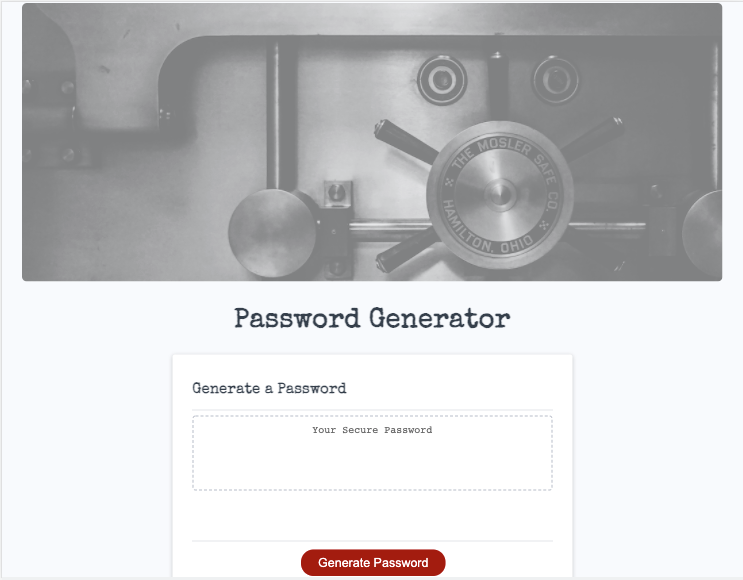 THE MOSLER SAFE CO.
HAMILTON, OHIO
Password Generator
Generate a Password
Your Secure Password
Generate Password